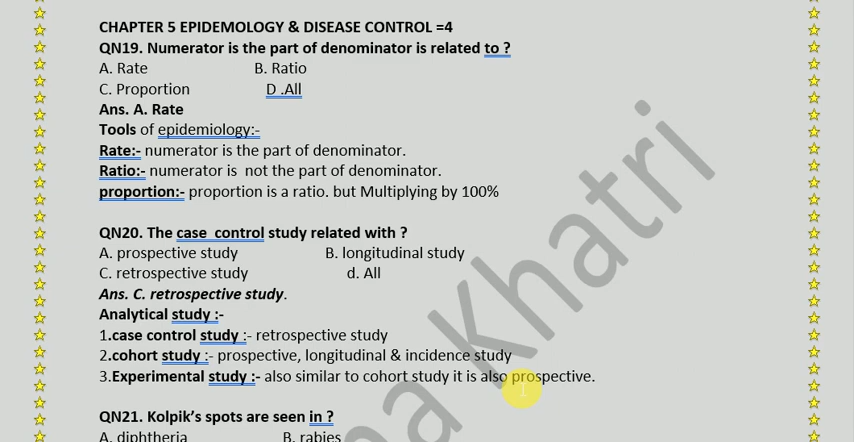 CHAPTER 5 EPIDEMOLOGY & DISEASE CONTROL =4
QN19. Numerator is the part of denominator is related to ?
A. Rate B. Ratio
C. Proportion D .All
Ans. A. Rate
Tools of epidemiology:-
Rate:- numerator is the part of denominator.
Ratio:- numerator is not the part of denominator.
proportion:- proportion is a ratio. but Multiplying by 100%
QN20. The case control study related with ?
A. prospective study B. longitudinal study
C. retrospective study d. All
Ans. C. retrospective study.
Analytical study :-
1.case control study :- retrospective study
2.cohort study :- prospective, longitudinal & incidence study
3.Experimental study :- also similar to cohort study it is also prospective.
QN21. Kolpik’s spots are seen in ?
A. diphtheria B. rabies
Khatri